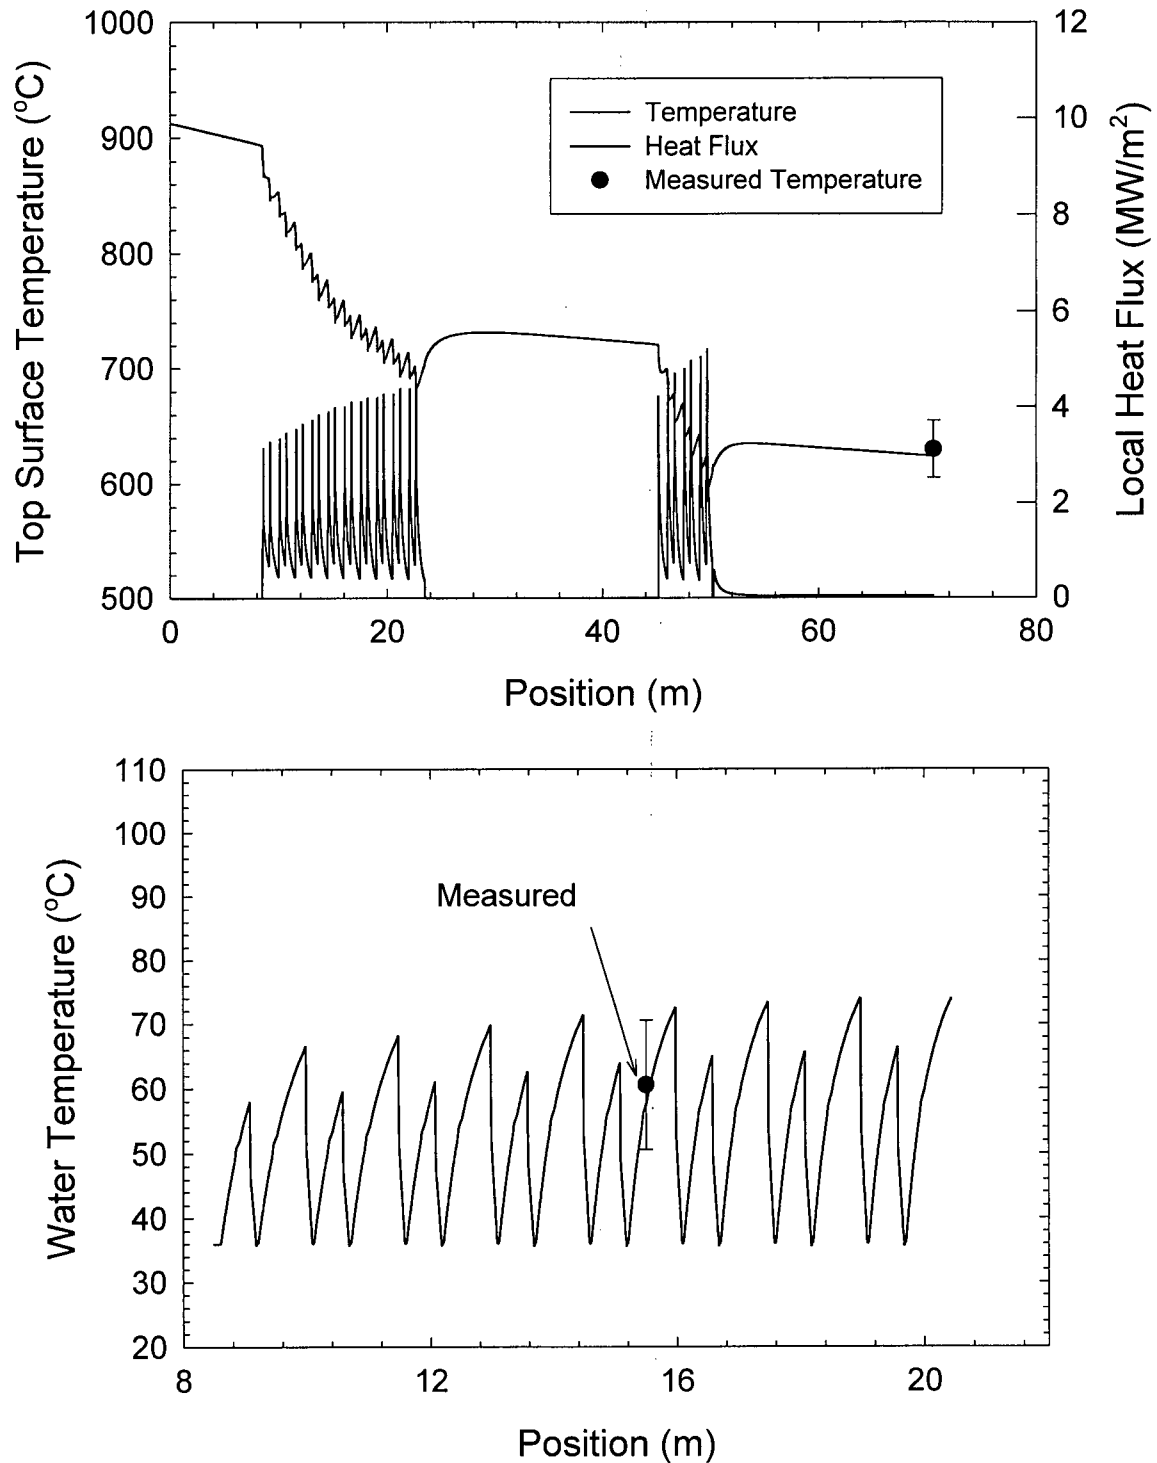 1000
900
800
700
600
500
Top Surface Temperature (°C)
Temperature
Heat Flux
Measured Temperature
12
10
8
6
4
2
0
Local Heat Flux (MW/m²)
0 20 40 60 80
Position (m)
110
100
90
80
70
60
50
40
30
20
Water Temperature (°C)
Measured
8 12 16 20
Position (m)